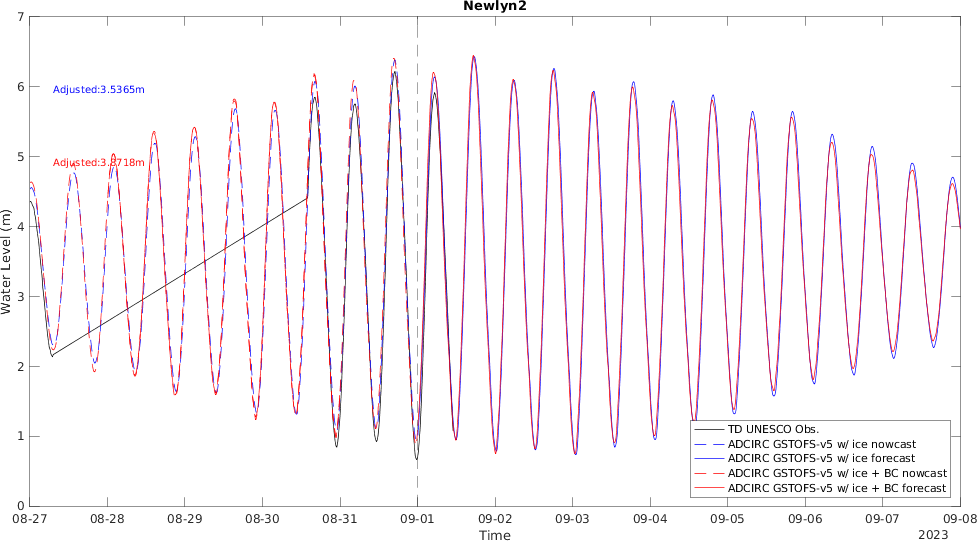 Newlyn2
7
6
5
4
3
2
1
0
Water Level (m)
Adjusted:3.5365m
Adjusted:3.8718m
TD UNESCO Obs.
ADCIRC GSTOFS-v5 w/ ice nowcast
ADCIRC GSTOFS-v5 w/ ice forecast
ADCIRC GSTOFS-v5 w/ ice + BC nowcast
ADCIRC GSTOFS-v5 w/ ice + BC forecast
08-27 08-28 08-29 08-30 08-31 09-01 09-02 09-03 09-04 09-05 09-06 09-07 09-08
Time
2023